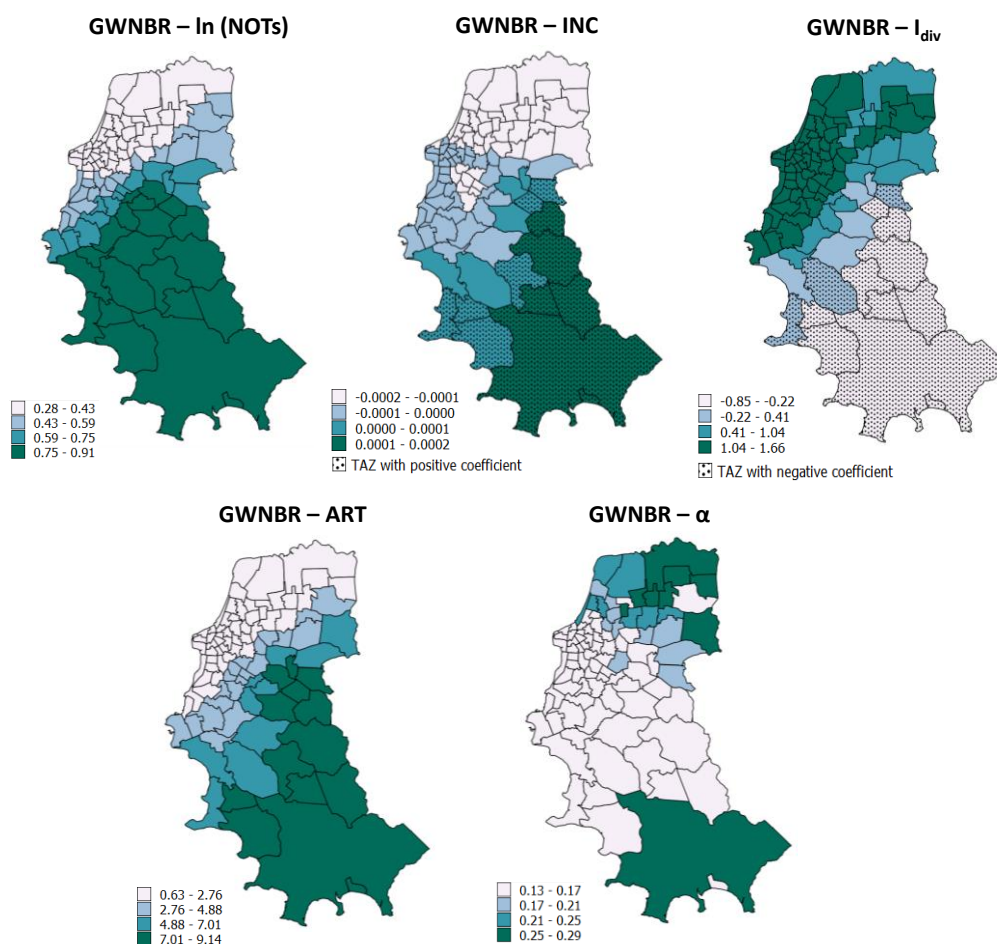 GWNBR – ln (NOTs)
GWNBR – INC
GWNBR – I_div
0.28 - 0.43
0.43 - 0.59
0.59 - 0.75
0.75 - 0.91
-0.0002 - -0.0001
-0.0001 - 0.0000
0.0000 - 0.0001
0.0001 - 0.0002
TAZ with positive coefficient
-0.85 - -0.22
-0.22 - 0.41
0.41 - 1.04
1.04 - 1.66
TAZ with negative coefficient
GWNBR – ART
GWNBR – α
0.63 - 2.76
2.76 - 4.88
4.88 - 7.01
7.01 - 9.14
0.13 - 0.17
0.17 - 0.21
0.21 - 0.25
0.25 - 0.29